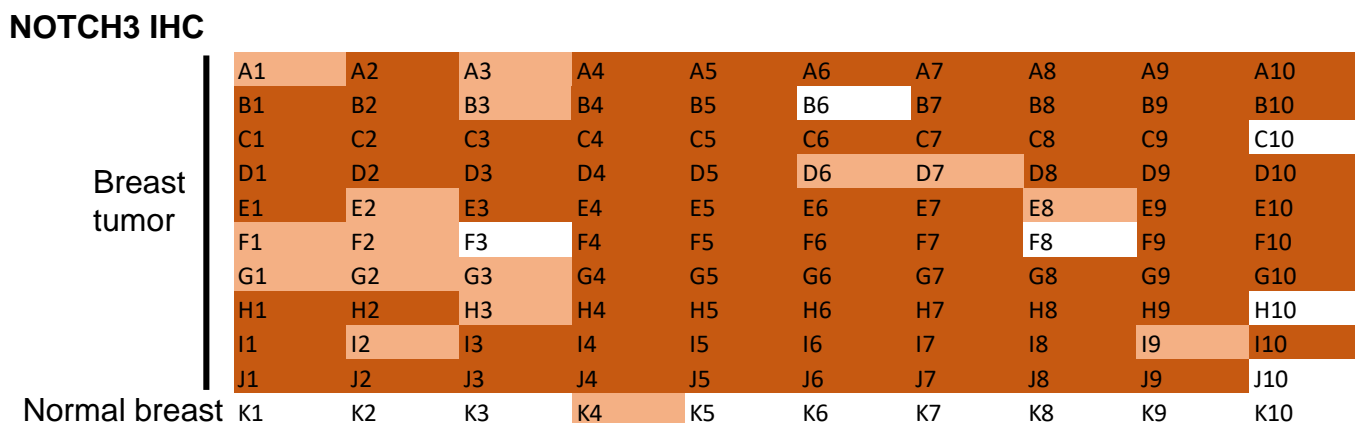 NOTCH3 IHC
A1 A2 A3 A4 A5 A6 A7 A8 A9 A10
B1 B2 B3 B4 B5 B6 B7 B8 B9 B10
C1 C2 C3 C4 C5 C6 C7 C8 C9 C10
D1 D2 D3 D4 D5 D6 D7 D8 D9 D10
Breast
tumor
E1 E2 E3 E4 E5 E6 E7 E8 E9 E10
F1 F2 F3 F4 F5 F6 F7 F8 F9 F10
G1 G2 G3 G4 G5 G6 G7 G8 G9 G10
H1 H2 H3 H4 H5 H6 H7 H8 H9 H10
I1 I2 I3 I4 I5 I6 I7 I8 I9 I10
J1 J2 J3 J4 J5 J6 J7 J8 J9 J10
Normal breast K1 K2 K3 K4 K5 K6 K7 K8 K9 K10